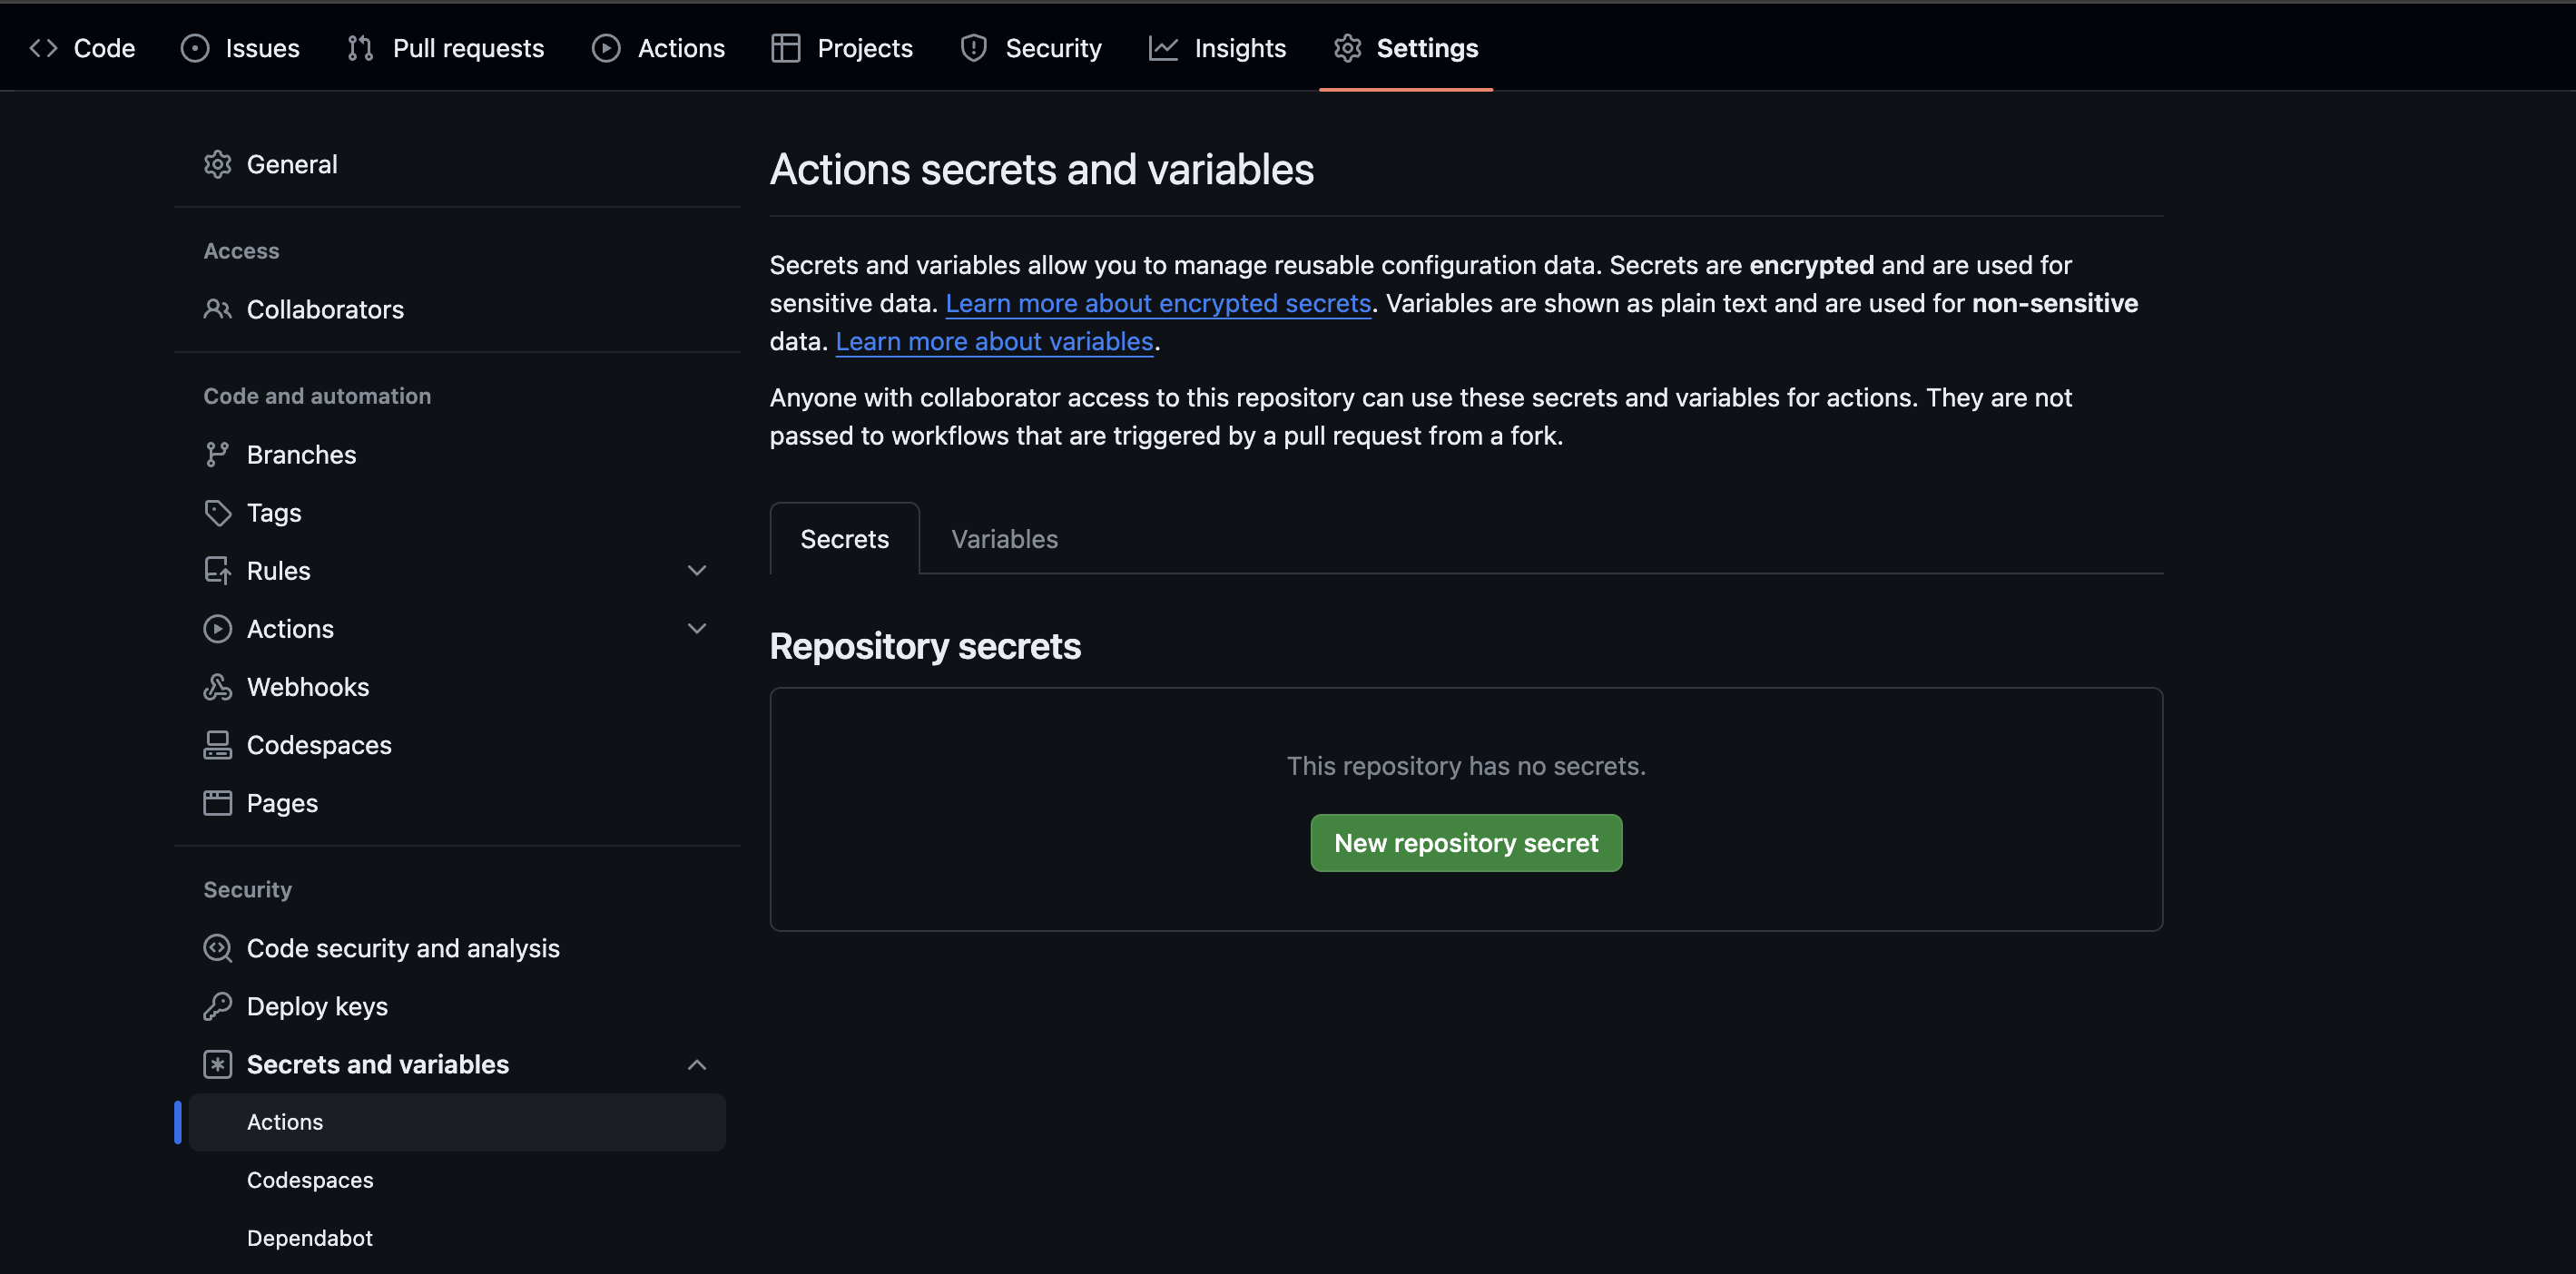 Code Issues Pull requests Actions Projects Security Insights Settings
General
Access
Collaborators
Code and automation
Branches
Tags
Rules
Actions
Webhooks
Codespaces
Pages
Security
Code security and analysis
Deploy keys
Secrets and variables
Actions
Codespaces
Dependabot
Actions secrets and variables
Secrets and variables allow you to manage reusable configuration data. Secrets are encrypted and are used for
sensitive data. Learn more about encrypted secrets. Variables are shown as plain text and are used for non-sensitive
data. Learn more about variables.
Anyone with collaborator access to this repository can use these secrets and variables for actions. They are not
passed to workflows that are triggered by a pull request from a fork.
Secrets Variables
Repository secrets
This repository has no secrets.
New repository secret